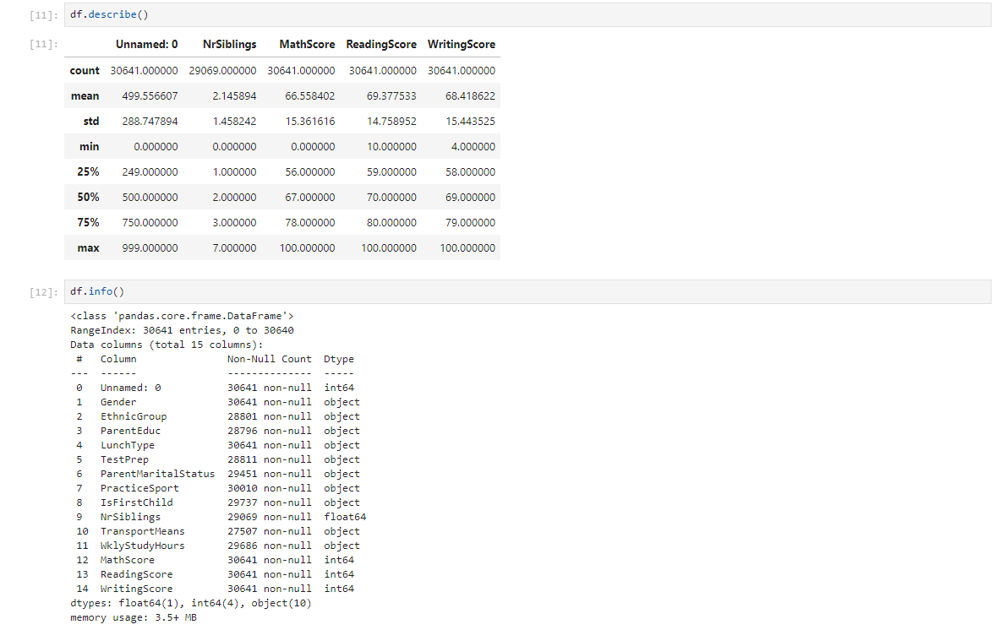 [11]: df.describe()
[11]: Unnamed: 0 NrSiblings MathScore ReadingScore WritingScore
count 30641.000000 29069.000000 30641.000000 30641.000000 30641.000000
mean 499.556607 2.145894 66.558402 69.377533 68.418622
std 288.747894 1.458242 15.361616 14.758952 15.443525
min 0.000000 0.000000 0.000000 10.000000 4.000000
25% 249.000000 1.000000 56.000000 59.000000 58.000000
50% 500.000000 2.000000 67.000000 70.000000 69.000000
75% 750.000000 3.000000 78.000000 80.000000 79.000000
max 999.000000 7.000000 100.000000 100.000000 100.000000
[12]: df.info()
<class 'pandas.core.frame.DataFrame'>
RangeIndex: 30641 entries, 0 to 30640
Data columns (total 15 columns):
# Column Non-Null Count Dtype
--- ------ -------------- -----
0 Unnamed: 0 30641 non-null int64
1 Gender 30641 non-null object
2 EthnicGroup 28801 non-null object
3 ParentEduc 28796 non-null object
4 LunchType 30641 non-null object
5 TestPrep 28811 non-null object
6 ParentMaritalStatus 29451 non-null object
7 PracticeSport 30010 non-null object
8 IsFirstChild 29737 non-null object
9 NrSiblings 29069 non-null float64
10 TransportMeans 27507 non-null object
11 WklyStudyHours 29686 non-null object
12 MathScore 30641 non-null int64
13 ReadingScore 30641 non-null int64
14 WritingScore 30641 non-null int64
dtypes: float64(1), int64(4), object(10)
memory usage: 3.5+ MB